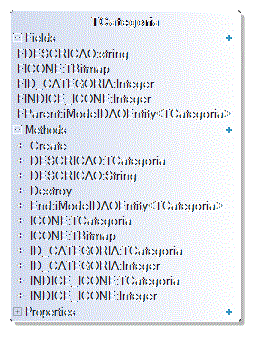 TCategoria
Fields
FDESCRICAO:string
FICONE:TBitmap
FID_CATEGORIA:Integer
FINDICE_ICONE:Integer
FParent:iModelDAOEntity<TCategoria>
Methods
Create
DESCRICAO:TCategoria
DESCRICAO:String
Destroy
End:iModelDAOEntity<TCategoria>
ICONE:TCategoria
ICONE:TBitmap
ID_CATEGORIA:TCategoria
ID_CATEGORIA:Integer
INDICE_ICONE:TCategoria
INDICE_ICONE:Integer
Properties